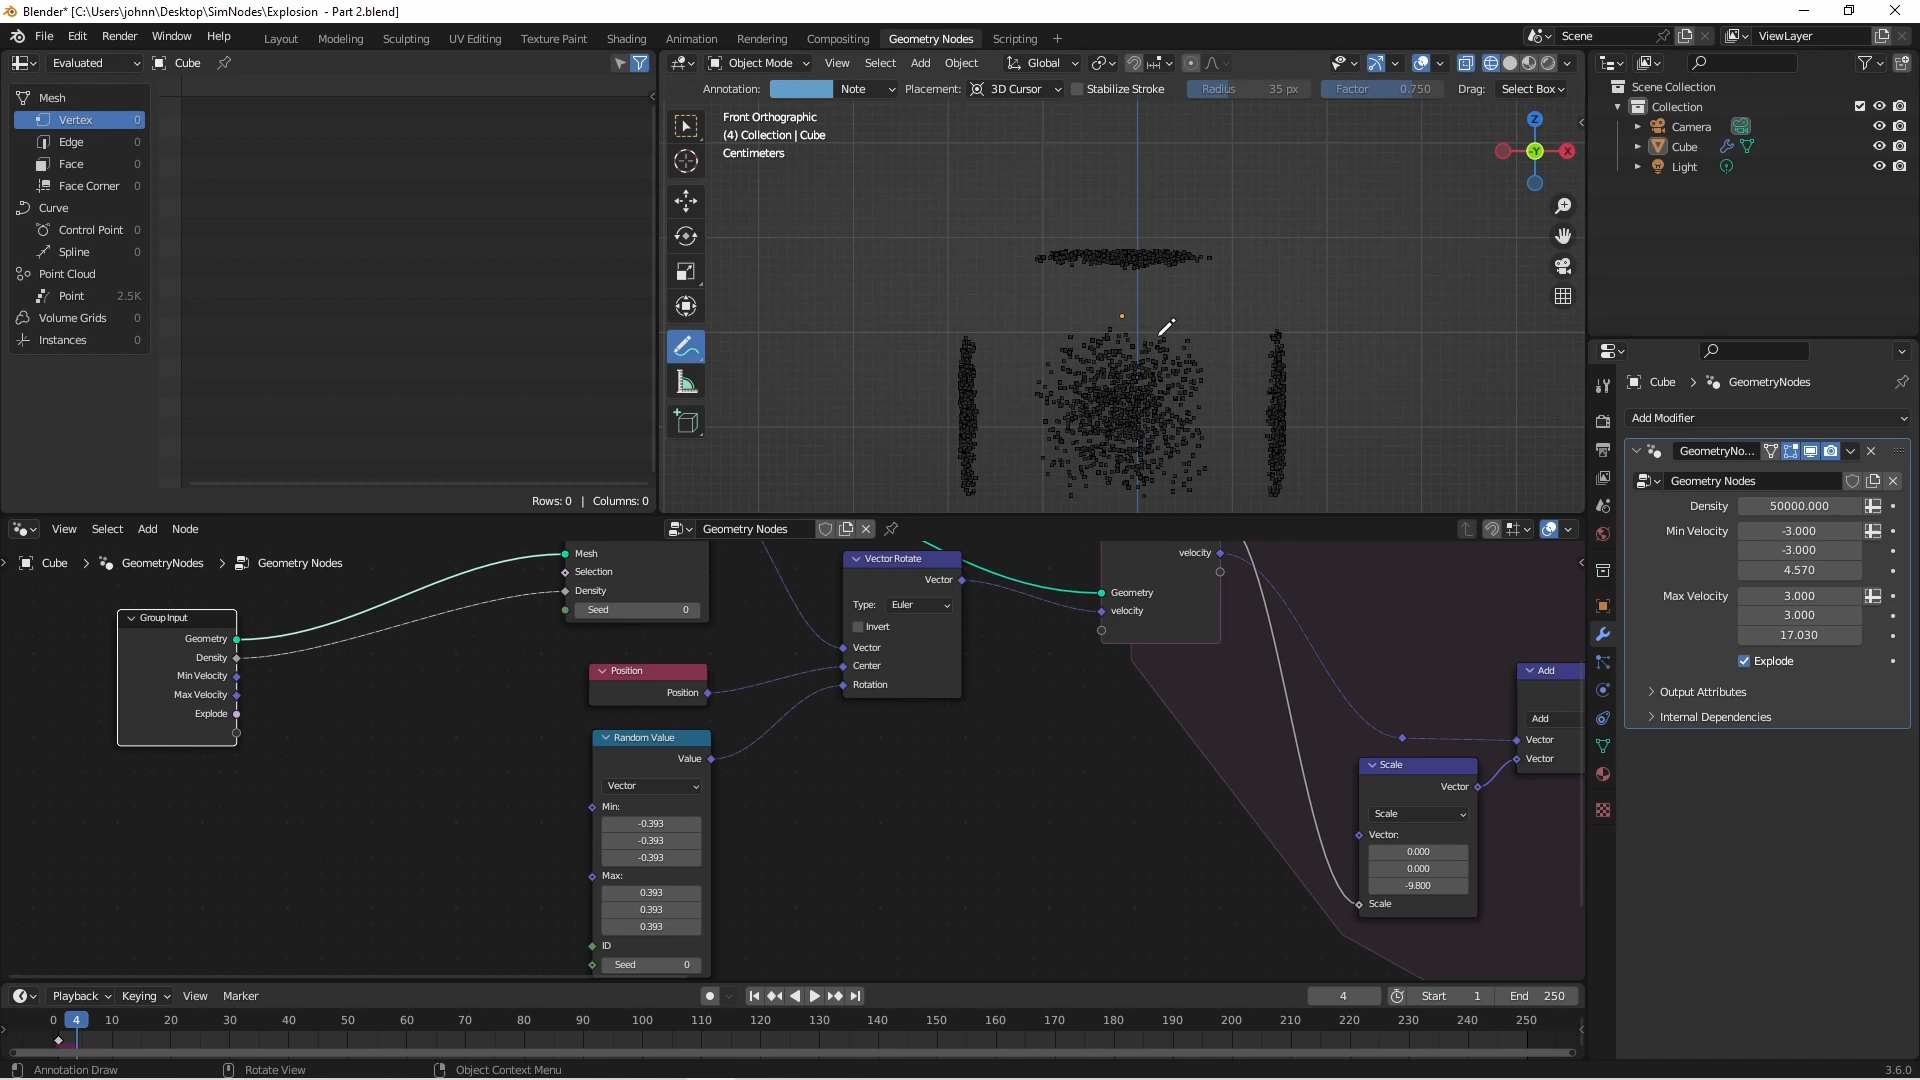 Blender* [C:\Users\johnn\Desktop\SimNodes\Explosion - Part 2.blend]
File Edit Render Window Help
Layout Modeling Sculpting UV Editing Texture Paint Shading Animation Rendering Compositing Geometry Nodes Scripting +
Scene
ViewLayer
Evaluated
Cube
Mesh
Vertex 0
Edge 0
Face 0
Face Corner 0
Curve
Control Point 0
Spline 0
Point Cloud
Point 2.5K
Volume Grids 0
Instances 0
Rows: 0 | Columns: 0
Object Mode View Select Add Object Global
Annotation: Note Placement: 3D Cursor Stabilize Stroke Radius 35 px Factor 0.750 Drag: Select Box
Front Orthographic
(4) Collection | Cube
Centimeters
Z
-Y
X
Scene Collection
Collection
Camera
Cube
Light
Cube > GeometryNodes
Add Modifier
GeometryNo...
Geometry Nodes
Density 50000.000
Min Velocity -3.000
-3.000
4.570
Max Velocity 3.000
3.000
17.030
Explode
Output Attributes
Internal Dependencies
View Select Add Node
Geometry Nodes
Cube > GeometryNodes > Geometry Nodes
Group Input
Geometry
Density
Min Velocity
Max Velocity
Explode
Mesh
Selection
Density
Seed 0
Position
Position
Random Value
Value
Vector
Min:
-0.393
-0.393
-0.393
Max:
0.393
0.393
0.393
ID
Seed 0
Vector Rotate
Vector
Type: Euler
Invert
Vector
Center
Rotation
velocity
Geometry
velocity
Scale
Vector
Scale
Vector:
0.000
0.000
-9.800
Scale
Add
Add
Vector
Vector
Playback Keying View Marker
4
Start 1 End 250
0 4 10 20 30 40 50 60 70 80 90 100 110 120 130 140 150 160 170 180 190 200 210 220 230 240 250
Annotation Draw Rotate View Object Context Menu
3.6.0